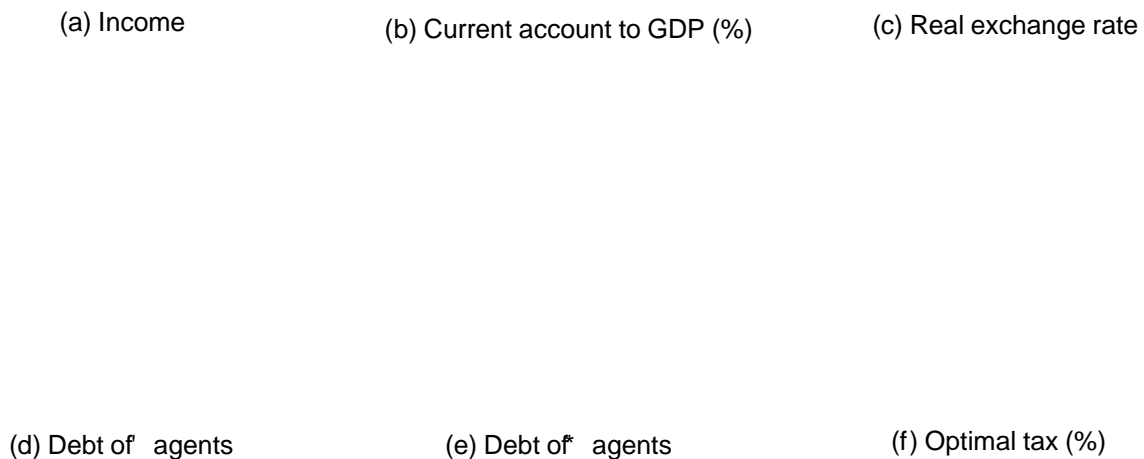 (a) Income
(b) Current account to GDP (%)
(c) Real exchange rate
(d) Debt of agents
(e) Debt of agents
(f) Optimal tax (%)